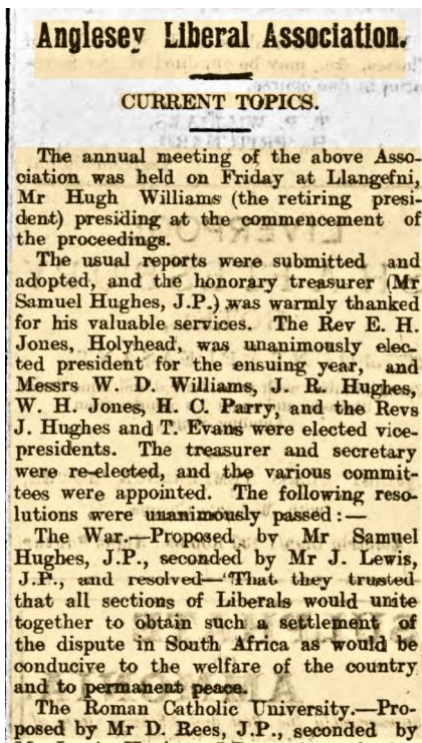 Anglesey Liberal Association.
CURRENT TOPICS.
The annual meeting of the above Asso-
ciation was held on Friday at Llangefni,
Mr Hugh Williams (the retiring presi-
dent) presiding at the commencement of
the proceedings.
The usual reports were submitted and
adopted, and the honorary treasurer (Mr
Samuel Hughes, J.P.) was warmly thanked
for his valuable services. The Rev E. H.
Jones, Holyhead, was unanimously elec-
ted president for the ensuing year, and
Messrs W. D. Williams, J. R. Hughes,
W. H. Jones, H. C. Parry, and the Revs
J. Hughes and T. Evans were elected vice-
presidents. The treasurer and secretary
were re-elected, and the various commit-
tees were appointed. The following reso-
lutions were unanimously passed:—
The War.—Proposed by Mr Samuel
Hughes, J.P., seconded by Mr J. Lewis,
J.P., and resolved—"That they trusted
that all sections of Liberals would unite
together to obtain such a settlement of
the dispute in South Africa as would be
conducive to the welfare of the country
and to permanent peace.
The Roman Catholic University.—Pro-
posed by Mr D. Rees, J.P., seconded by